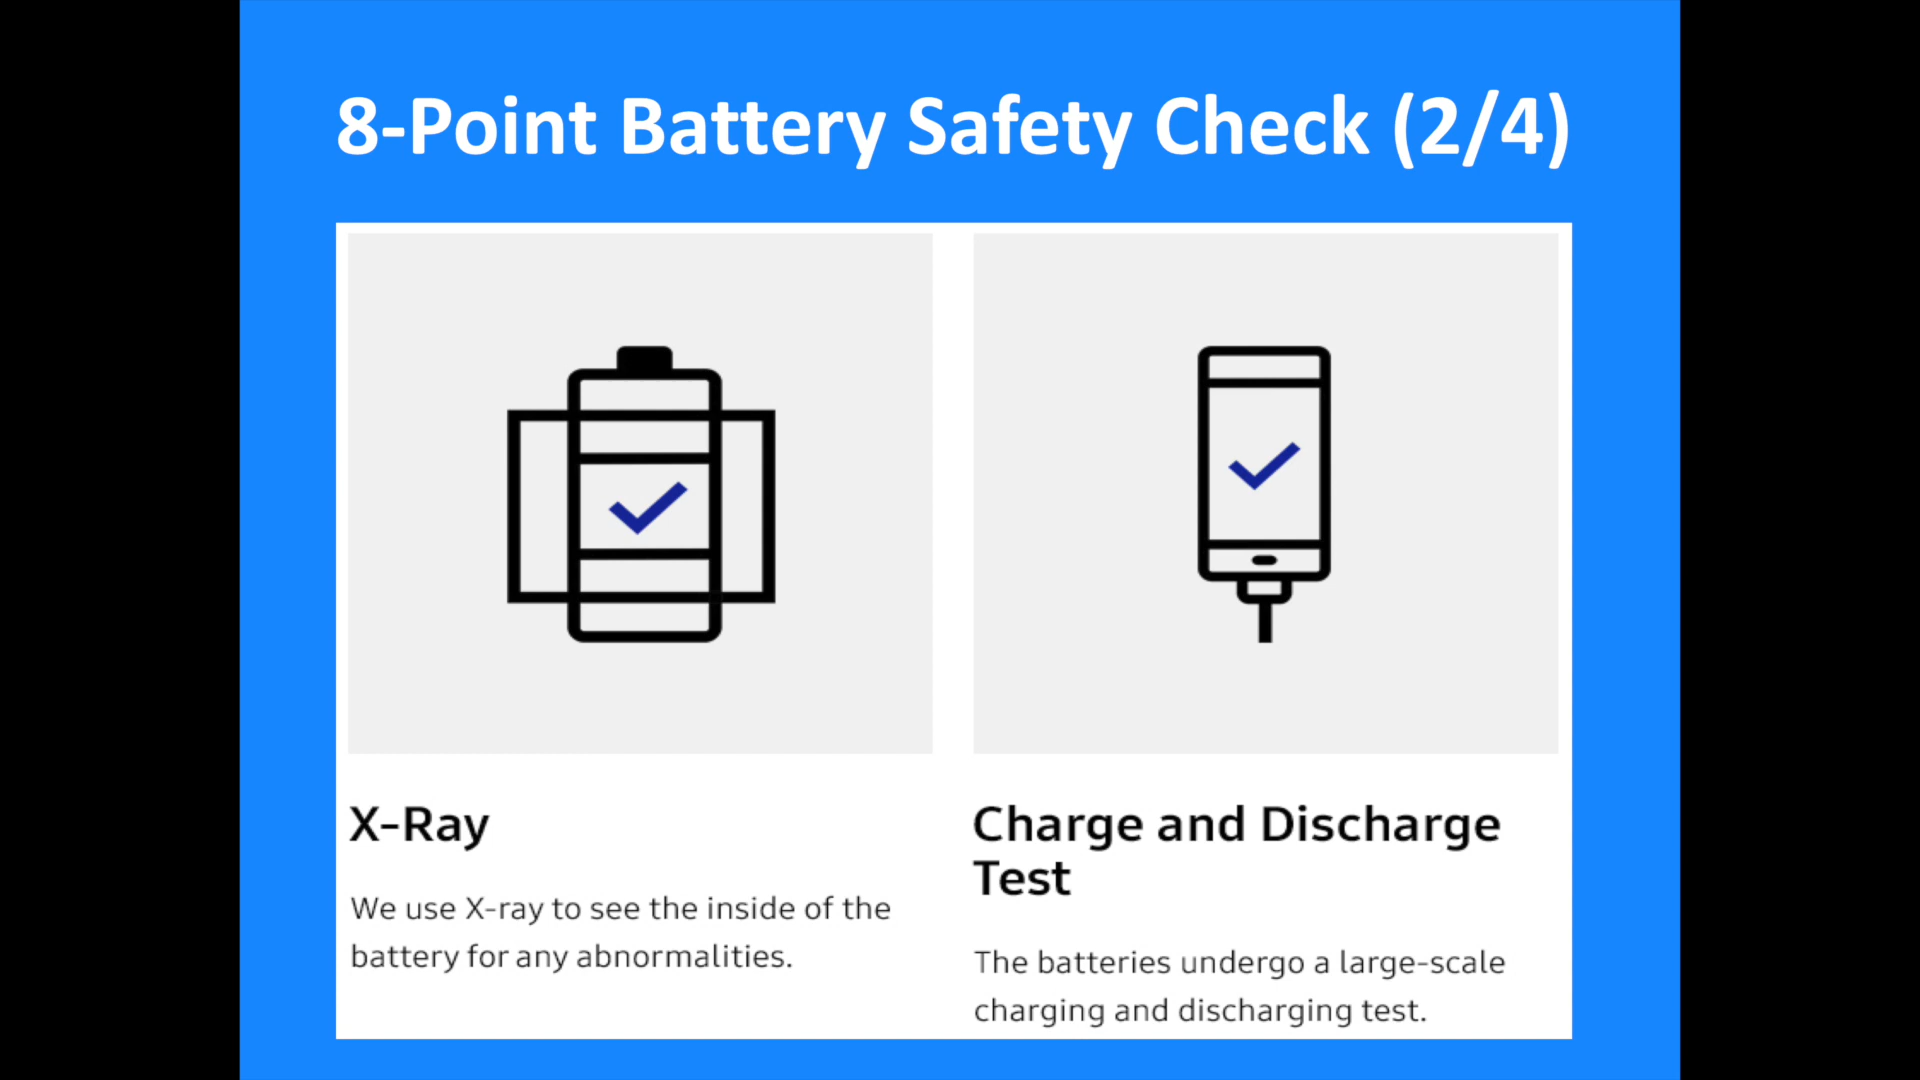 8-Point Battery Safety Check (2/4)
X-Ray
We use X-ray to see the inside of the
battery for any abnormalities.
Charge and Discharge
Test
The batteries undergo a large-scale
charging and discharging test.